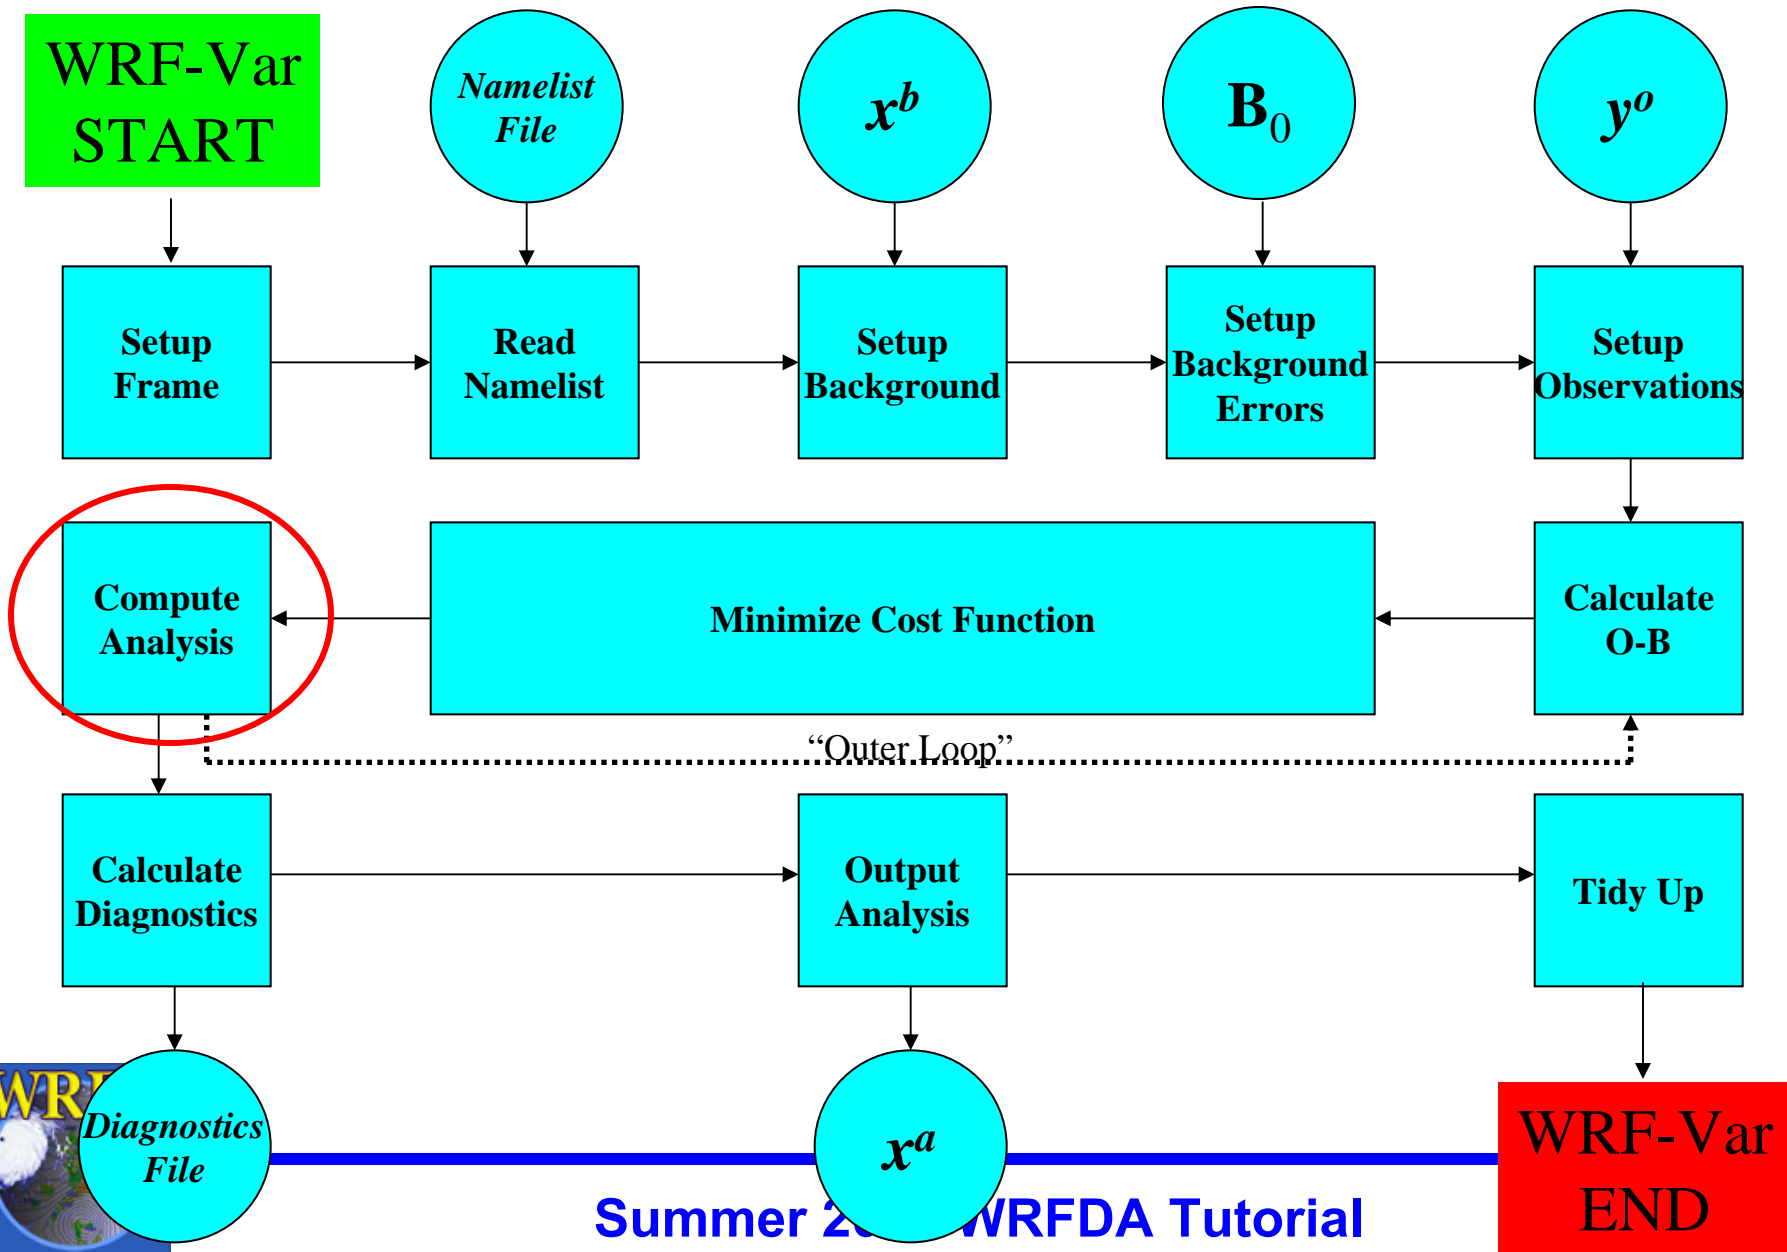 WRF-Var
START
Namelist
File
x^b
B₀
y^o
Setup
Frame
Read
Namelist
Setup
Background
Setup
Background
Errors
Setup
Observations
Compute
Analysis
Minimize Cost Function
Calculate
O-B
“Outer Loop”
Calculate
Diagnostics
Output
Analysis
Tidy Up
Diagnostics
File
x^a
WRF-Var
END
Summer WRFDA Tutorial